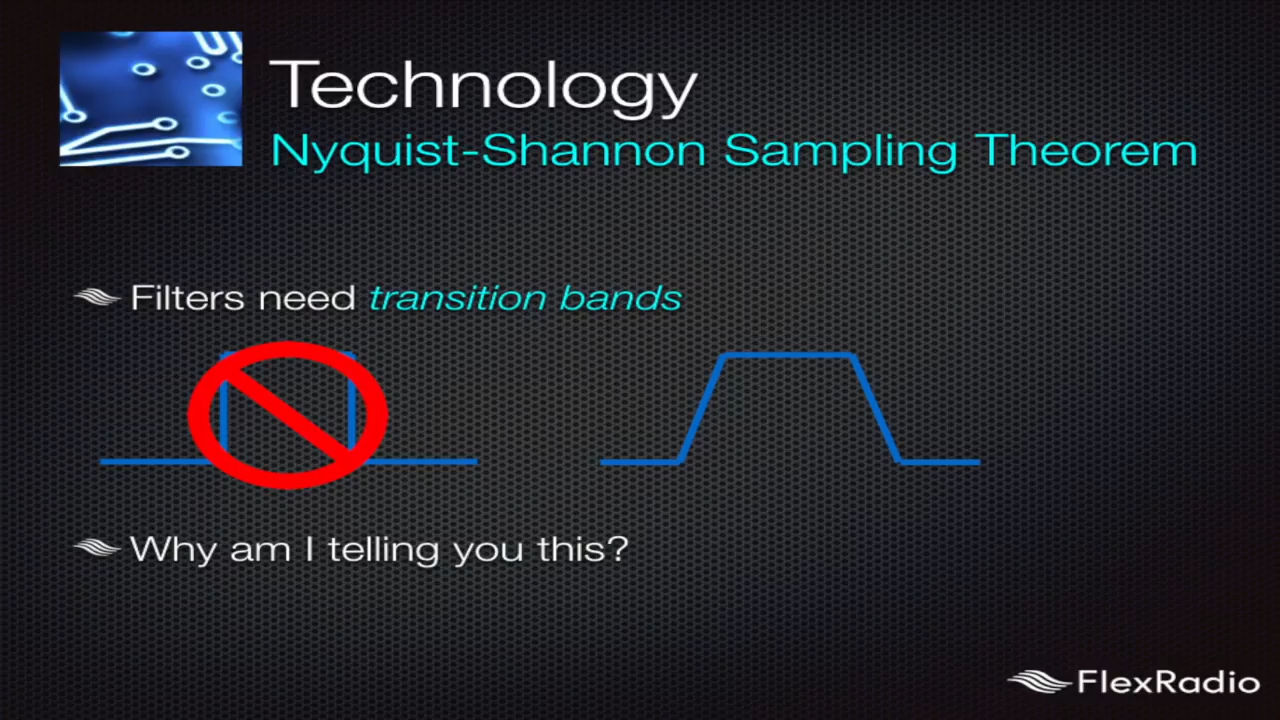 Technology
Nyquist-Shannon Sampling Theorem
Filters need transition bands
Why am I telling you this?
FlexRadio